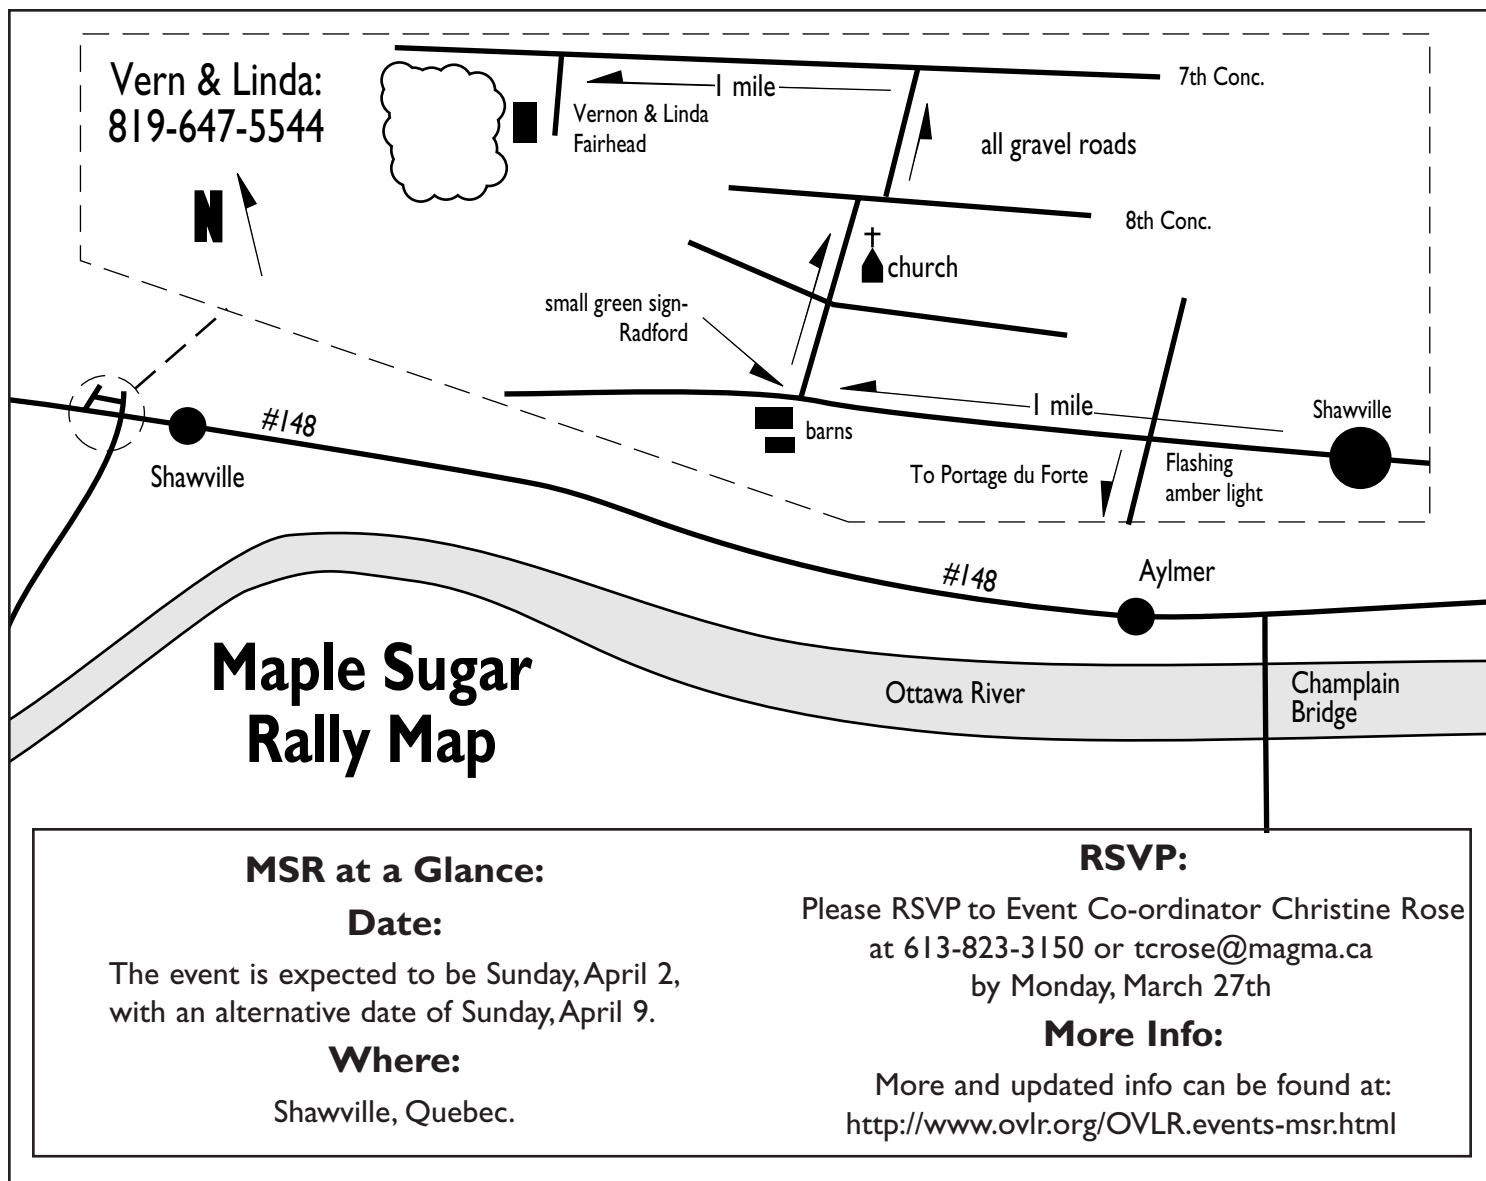 Vern & Linda:
819-647-5544
N
1 mile
7th Conc.
Vernon & Linda
Fairhead
all gravel roads
8th Conc.
church
small green sign-
Radford
1 mile
Shawville
barns
To Portage du Forte
Flashing
amber light
#148
Shawville
#148
Aylmer
Ottawa River
Champlain
Bridge
Maple Sugar
Rally Map
MSR at a Glance:
Date:
The event is expected to be Sunday, April 2,
with an alternative date of Sunday, April 9.
Where:
Shawville, Quebec.
RSVP:
Please RSVP to Event Co-ordinator Christine Rose
at 613-823-3150 or tcrose@magma.ca
by Monday, March 27th
More Info:
More and updated info can be found at:
http://www.ovlr.org/OVLR.events-msr.html